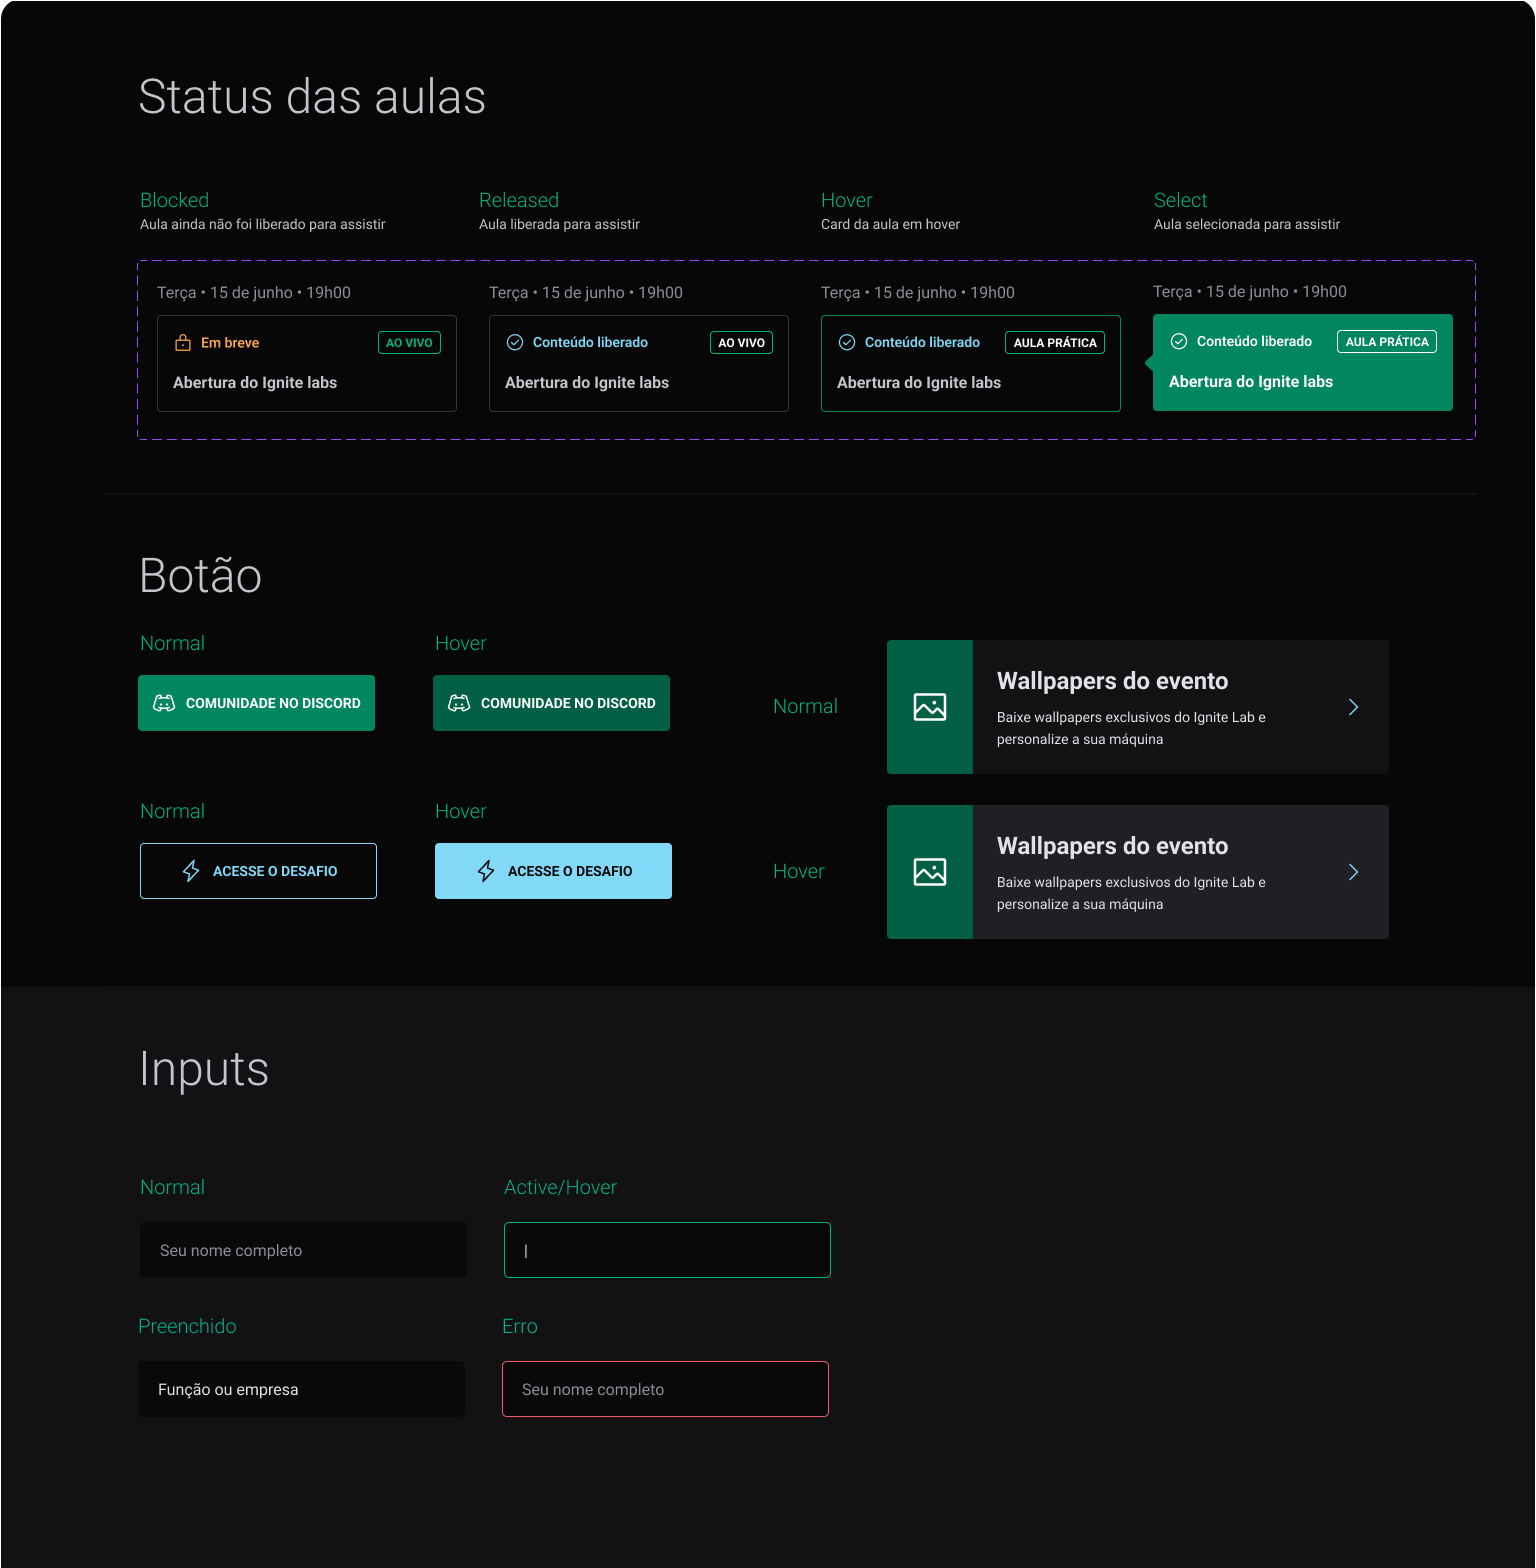 Status das aulas
Blocked
Aula ainda não foi liberado para assistir
Released
Aula liberada para assistir
Hover
Card da aula em hover
Select
Aula selecionada para assistir
Terça • 15 de junho • 19h00
Em breve
AO VIVO
Abertura do Ignite labs
Terça • 15 de junho • 19h00
Conteúdo liberado
AO VIVO
Abertura do Ignite labs
Terça • 15 de junho • 19h00
Conteúdo liberado
AULA PRÁTICA
Abertura do Ignite labs
Terça • 15 de junho • 19h00
Conteúdo liberado
AULA PRÁTICA
Abertura do Ignite labs
Botão
Normal
COMUNIDADE NO DISCORD
Hover
COMUNIDADE NO DISCORD
Normal
ACESSE O DESAFIO
Hover
ACESSE O DESAFIO
Normal
Wallpapers do evento
Baixe wallpapers exclusivos do Ignite Lab e
personalize a sua máquina
Hover
Wallpapers do evento
Baixe wallpapers exclusivos do Ignite Lab e
personalize a sua máquina
Inputs
Normal
Seu nome completo
Active/Hover
|
Preenchido
Função ou empresa
Erro
Seu nome completo